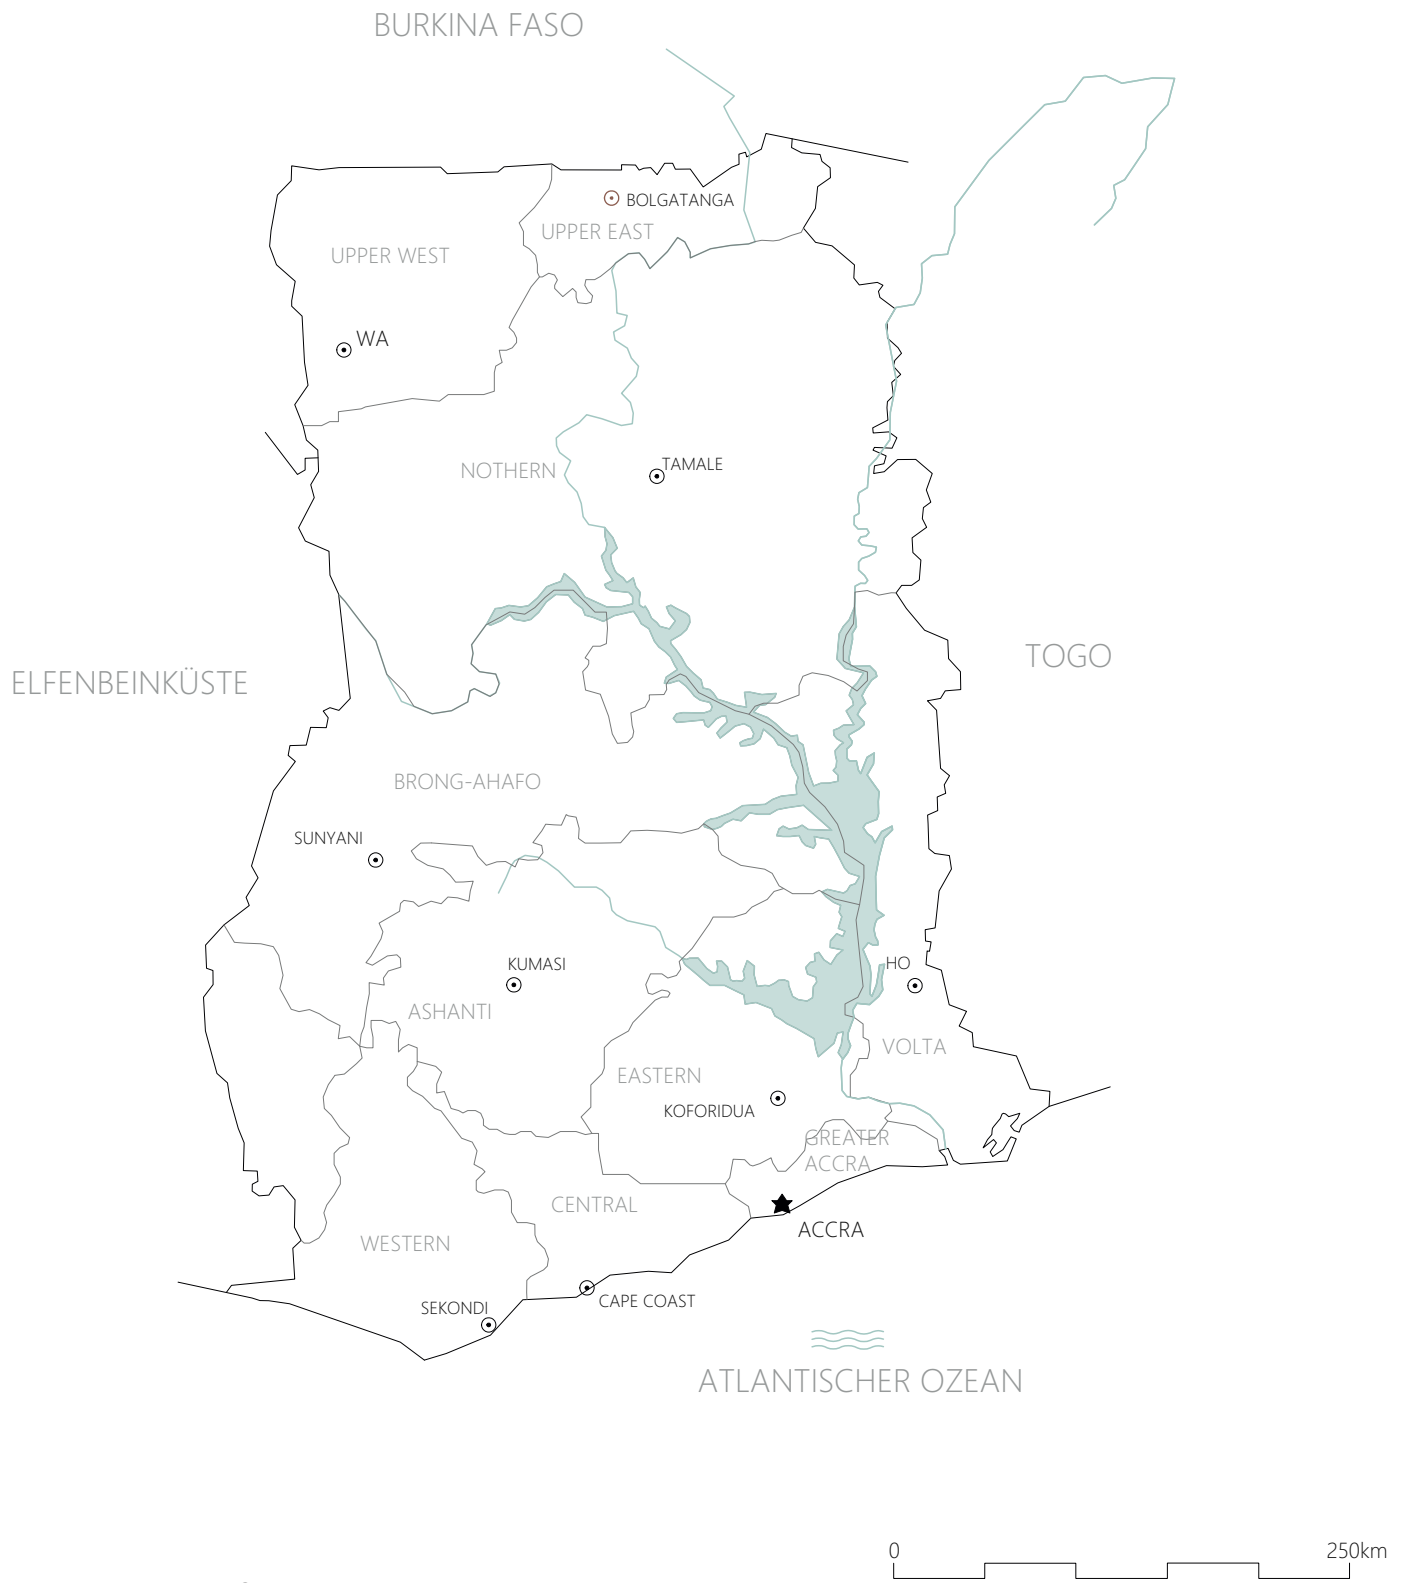 BURKINA FASO
BOLGATANGA
UPPER EAST
UPPER WEST
WA
TAMALE
NOTHERN
TOGO
ELFENBEINKÜSTE
BRONG-AHAFO
SUNYANI
KUMASI
HO
ASHANTI
VOLTA
EASTERN
KOFORIDUA
GREATER
ACCRA
CENTRAL
ACCRA
WESTERN
CAPE COAST
SEKONDI
ATLANTISCHER OZEAN
0
250km